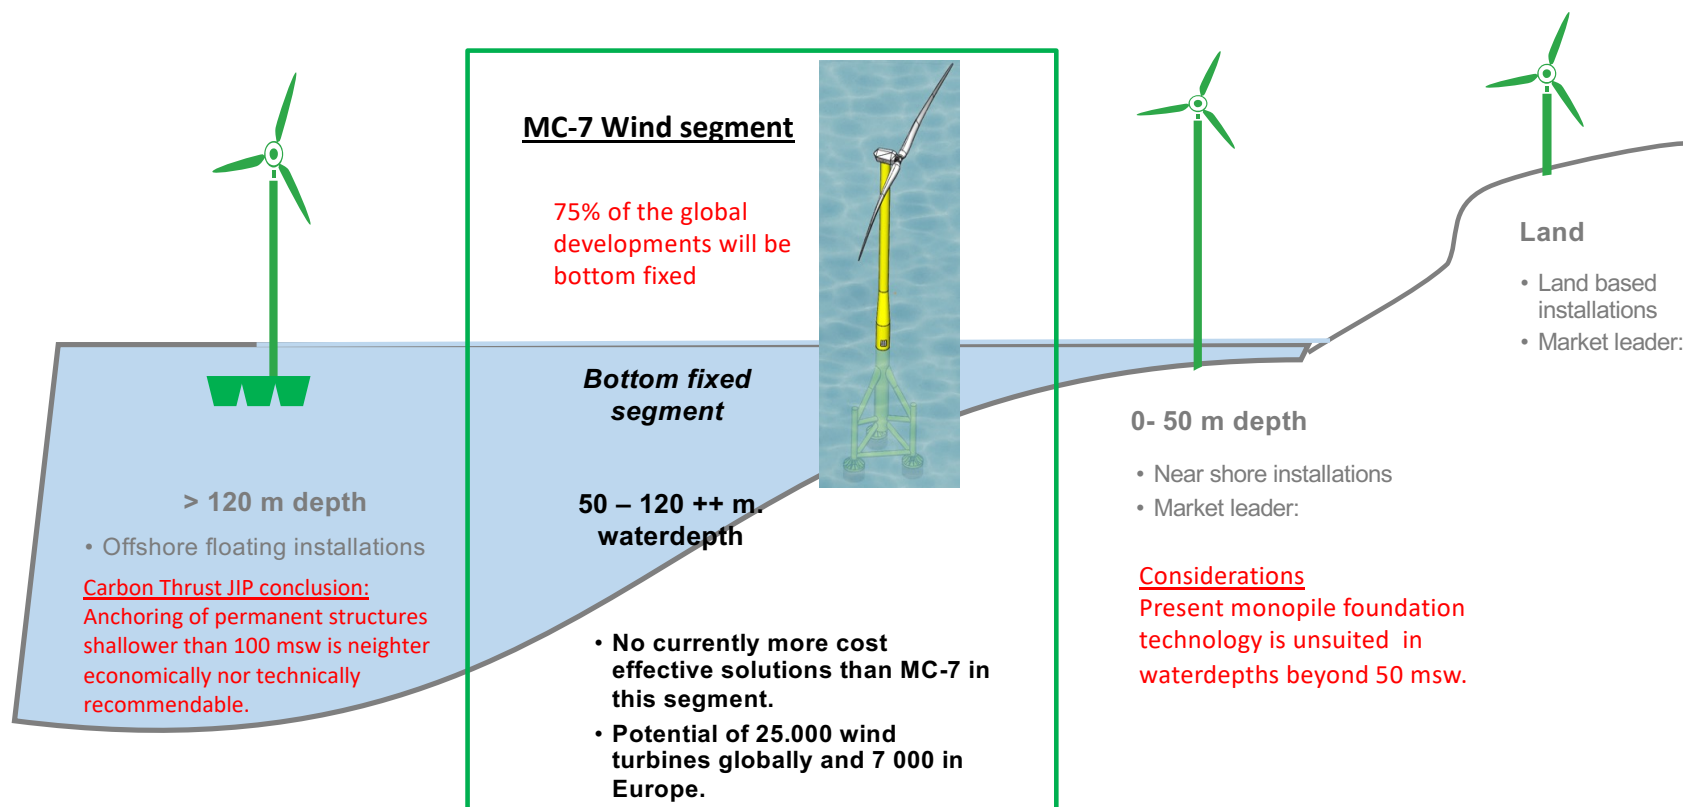 MC-7 Wind segment
75% of the global
developments will be
bottom fixed
Bottom fixed
segment
50 – 120 ++ m.
waterdepth
• No currently more cost
effective solutions than MC-7 in
this segment.
• Potential of 25.000 wind
turbines globally and 7 000 in
Europe.
> 120 m depth
• Offshore floating installations
Carbon Thrust JIP conclusion:
Anchoring of permanent structures
shallower than 100 msw is neighter
economically nor technically
recommendable.
0- 50 m depth
• Near shore installations
• Market leader:
Considerations
Present monopile foundation
technology is unsuited in
waterdepths beyond 50 msw.
Land
• Land based
installations
• Market leader: